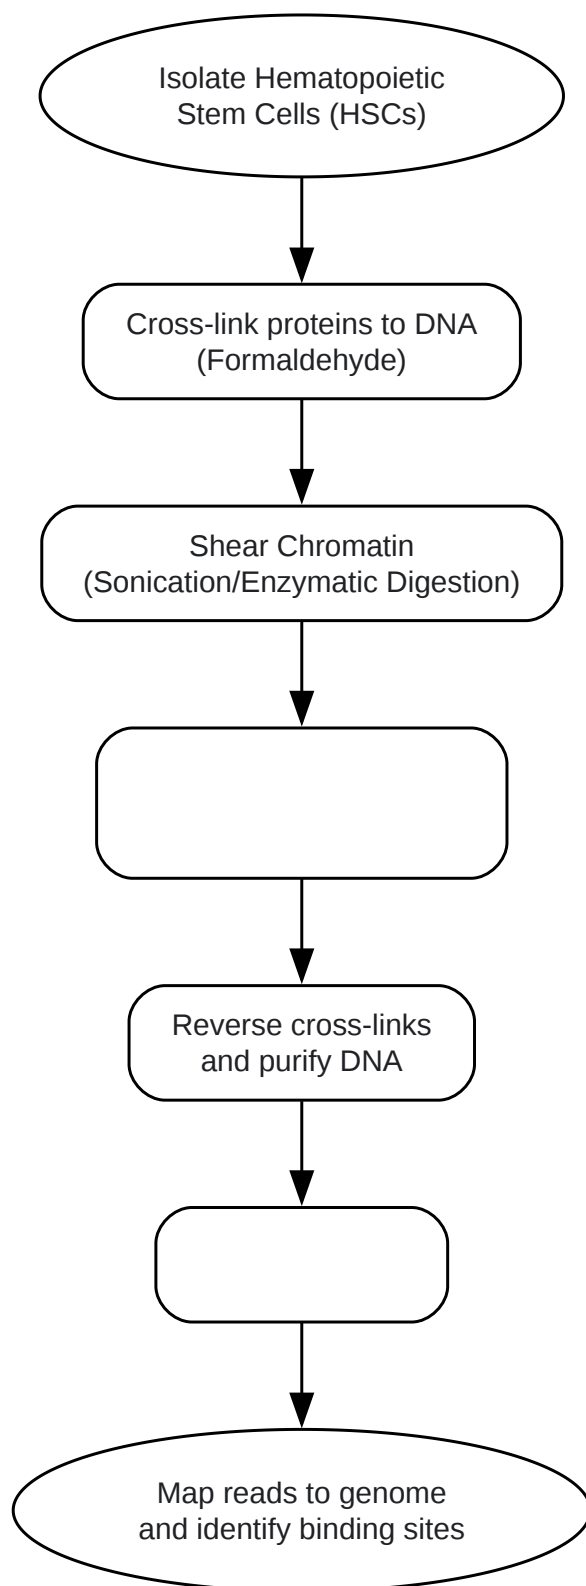 Isolate Hematopoietic
Stem Cells (HSCs)
Cross-link proteins to DNA
(Formaldehyde)
Shear Chromatin
(Sonication/Enzymatic Digestion)
Reverse cross-links
and purify DNA
Map reads to genome
and identify binding sites